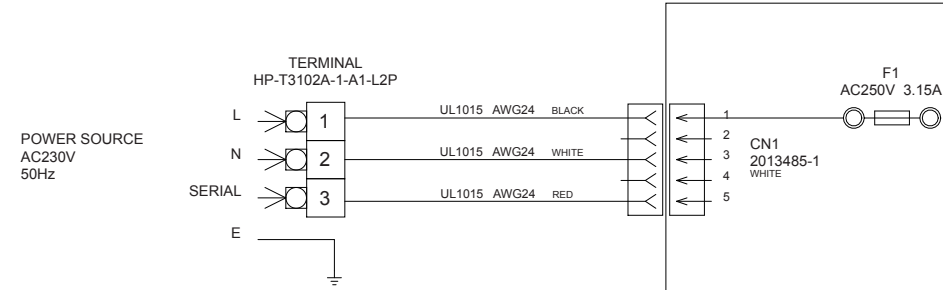 TERMINAL
HP-T3102A-1-A1-L2P
F1
AC250V 3.15A
POWER SOURCE
AC230V
50Hz
L
1
UL1015 AWG24 BLACK
1
2
N
2
UL1015 AWG24 WHITE
3
CN1
2013485-1
WHITE
4
SERIAL
3
UL1015 AWG24 RED
5
E